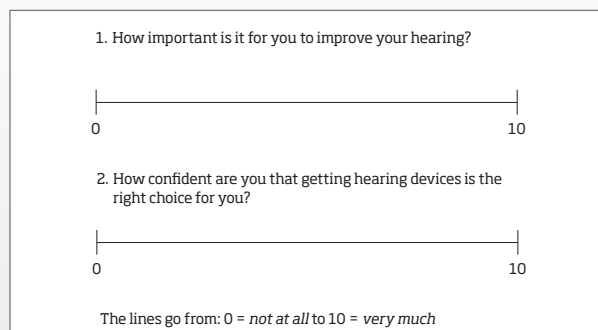 1. How important is it for you to improve your hearing?
0 10
2. How confident are you that getting hearing devices is the
right choice for you?
0 10
The lines go from: 0 = not at all to 10 = very much